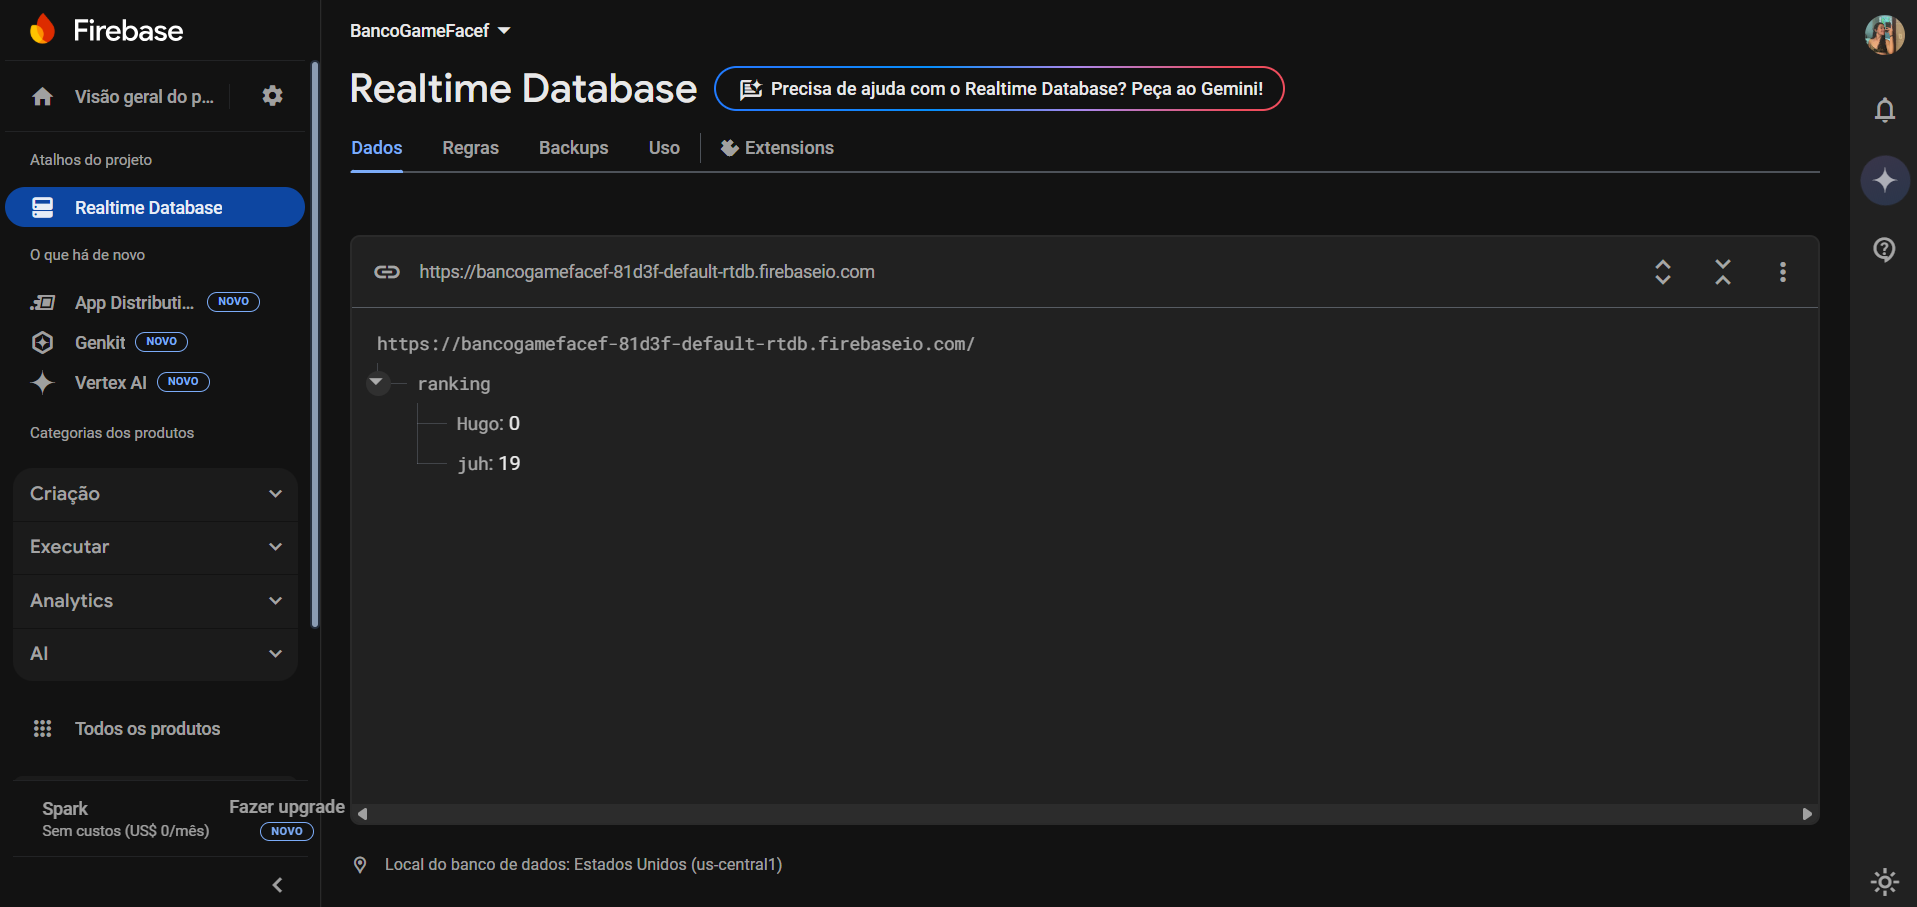 Firebase
Visão geral do p...
Atalhos do projeto
Realtime Database
O que há de novo
App Distributi... NOVO
Genkit NOVO
Vertex AI NOVO
Categorias dos produtos
Criação
Executar
Analytics
AI
Todos os produtos
Spark
Sem custos (US$ 0/mês)
Fazer upgrade
NOVO
BancoGameFacef
Realtime Database
Precisa de ajuda com o Realtime Database? Peça ao Gemini!
Dados Regras Backups Uso Extensions
https://bancogamefacef-81d3f-default-rtdb.firebaseio.com
https://bancogamefacef-81d3f-default-rtdb.firebaseio.com/
ranking
Hugo: 0
juh: 19
Local do banco de dados: Estados Unidos (us-central1)